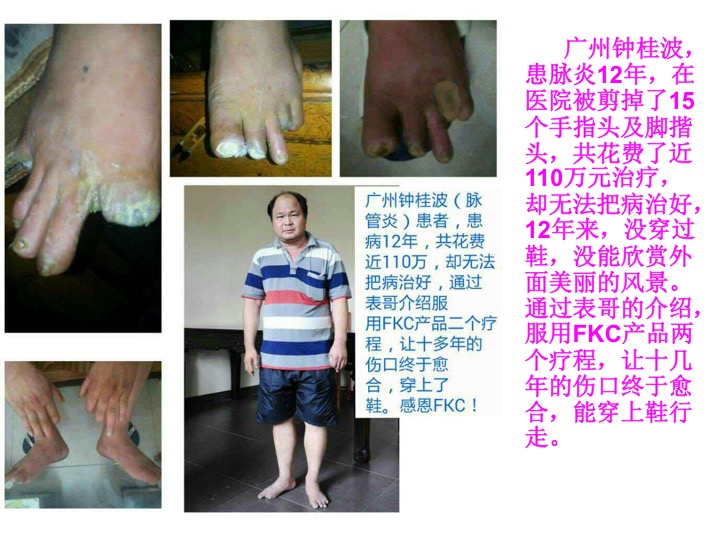 广州钟桂波（脉
管炎）患者，患
病12年，共花费
近110万，却无法
把病治好，通过
表哥介绍服
用FKC产品二个疗
程，让十多年的
伤口终于愈
合，穿上了
鞋。感恩FKC！
广州钟桂波，
患脉炎12年，在
医院被剪掉了15
个手指头及脚揩
头，共花费了近
110万元治疗，
却无法把病治好，
12年来，没穿过
鞋，没能欣赏外
面美丽的风景。
通过表哥的介绍，
服用FKC产品两
个疗程，让十几
年的伤口终于愈
合，能穿上鞋行
走。